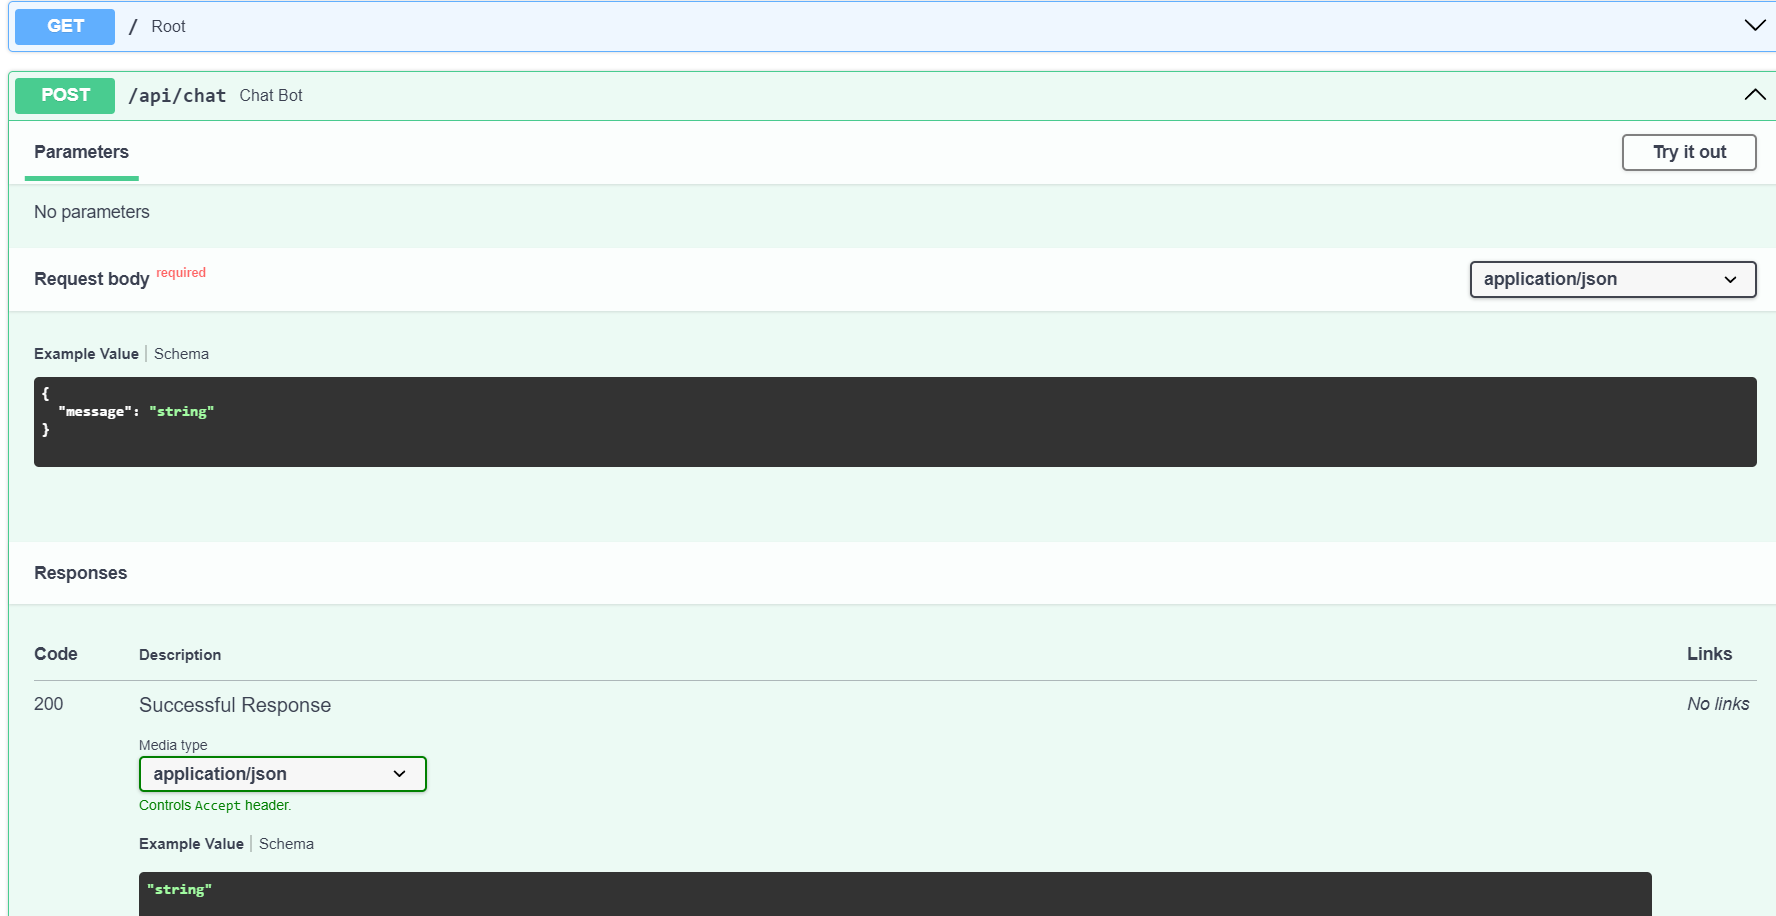 GET / Root
POST /api/chat Chat Bot
Parameters
Try it out
No parameters
Request body required
application/json
Example Value | Schema
{
"message": "string"
}
Responses
Code Description Links
200 Successful Response No links
Media type
application/json
Controls Accept header.
Example Value | Schema
"string"